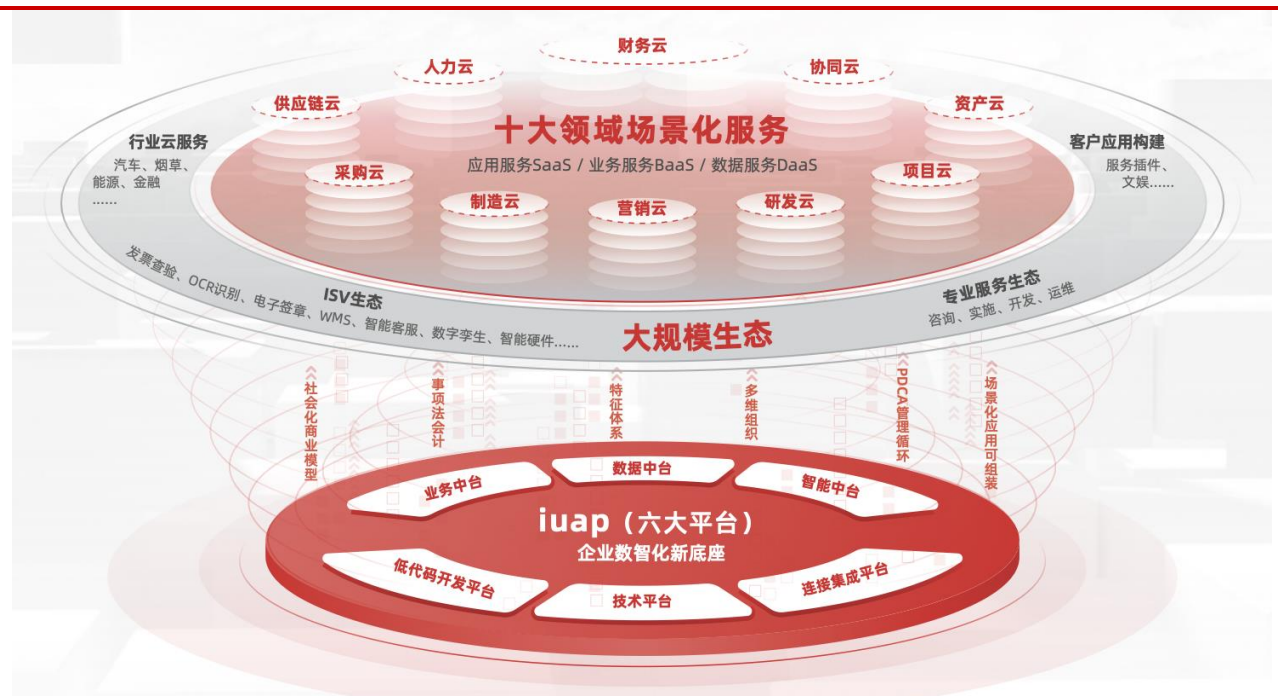 财务云
人力云
协同云
供应链云
资产云
十大领域场景化服务
应用服务SaaS / 业务服务BaaS / 数据服务DaaS
行业云服务
汽车、烟草、
能源、金融
……
客户应用构建
服务插件、
文娱……
采购云
项目云
制造云
营销云
研发云
ISV生态
发票查验、OCR识别、电子签章、WMS、智能客服、数字孪生、智能硬件……
大规模生态
专业服务生态
咨询、实施、开发、运维
社会化商业模型
事项法会计
特征体系
多维组织
PDCA管理循环
场景化应用可组装
业务中台
数据中台
智能中台
iuap（六大平台）
企业数智化新底座
低代码开发平台
技术平台
连接集成平台